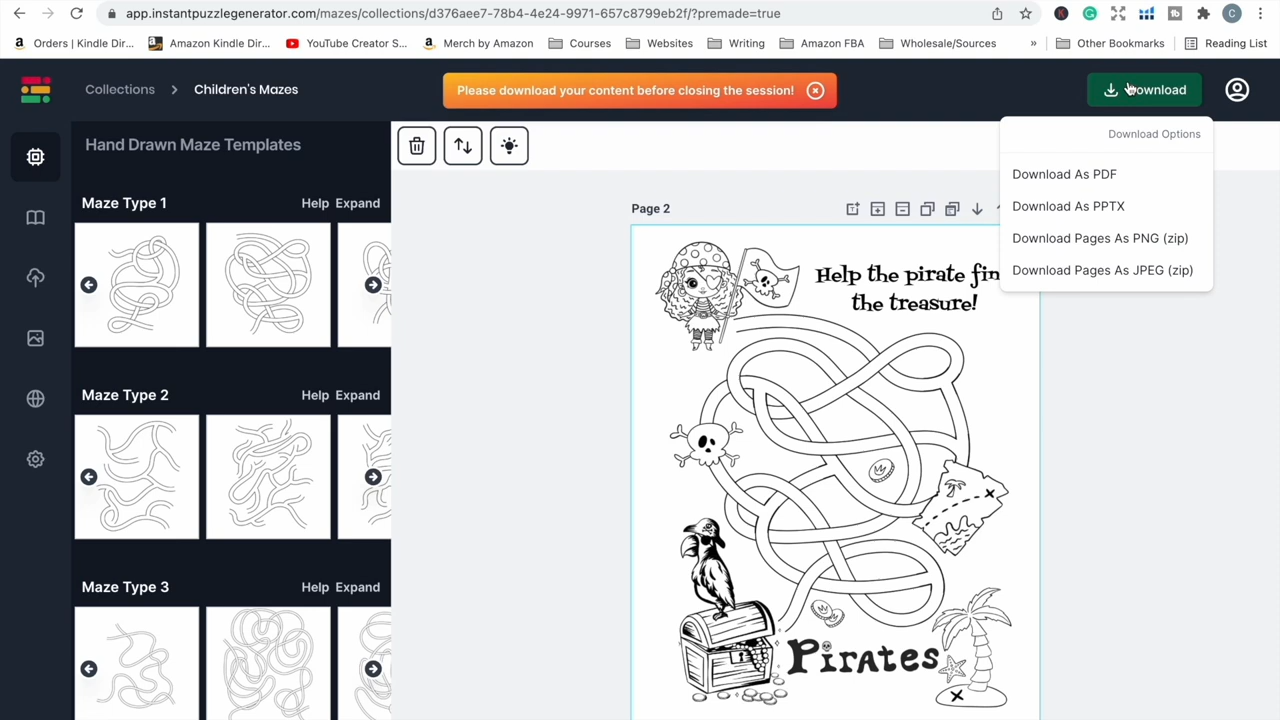 app.instantpuzzlegenerator.com/mazes/collections/d376aee7-78b4-4e24-9971-657c8799eb2f/?premade=true
Orders | Kindle Dir... Amazon Kindle Dir... YouTube Creator S... Merch by Amazon Courses Websites Writing Amazon FBA Wholesale/Sources » Other Bookmarks Reading List
Collections > Children's Mazes
Please download your content before closing the session!
Download
Download Options
Download As PDF
Download As PPTX
Download Pages As PNG (zip)
Download Pages As JPEG (zip)
Hand Drawn Maze Templates
Maze Type 1 Help Expand
Maze Type 2 Help Expand
Maze Type 3 Help Expand
Page 2
Help the pirate fin
the treasure!
Pirates